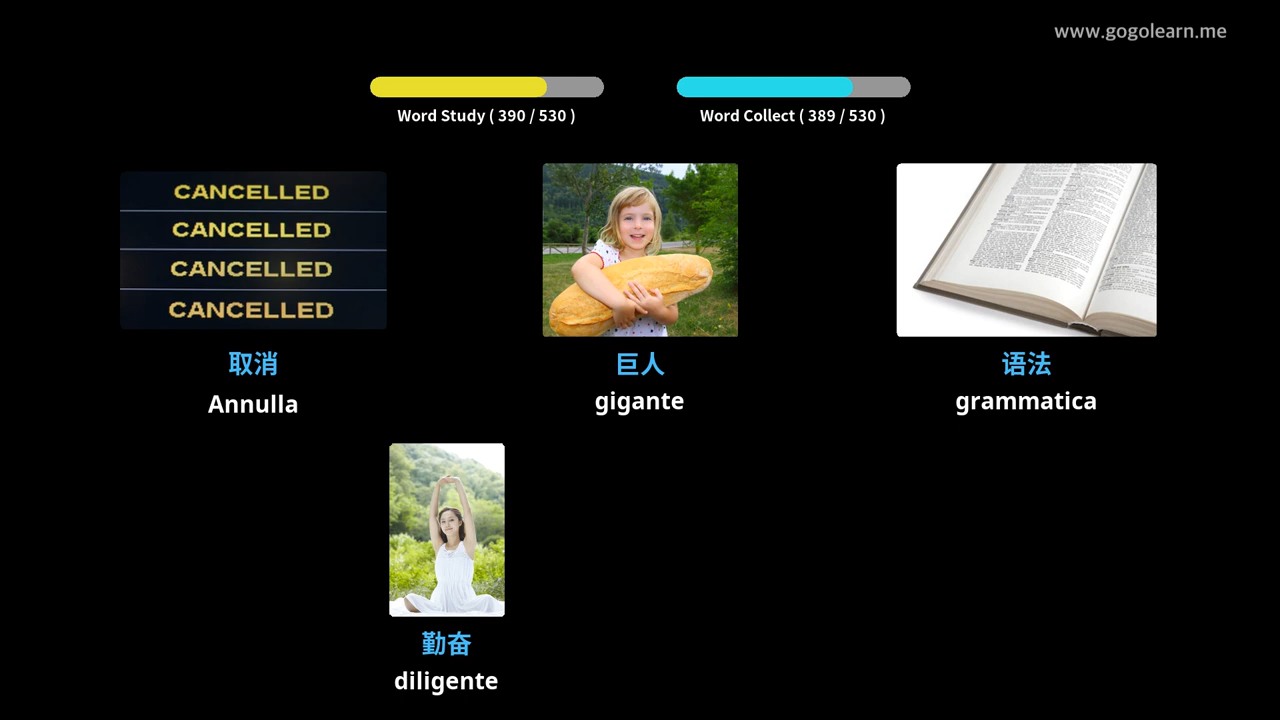 www.gogolearn.me
Word Study ( 390 / 530 )
Word Collect ( 389 / 530 )
CANCELLED
CANCELLED
CANCELLED
CANCELLED
取消
Annulla
巨人
gigante
语法
grammatica
勤奋
diligente